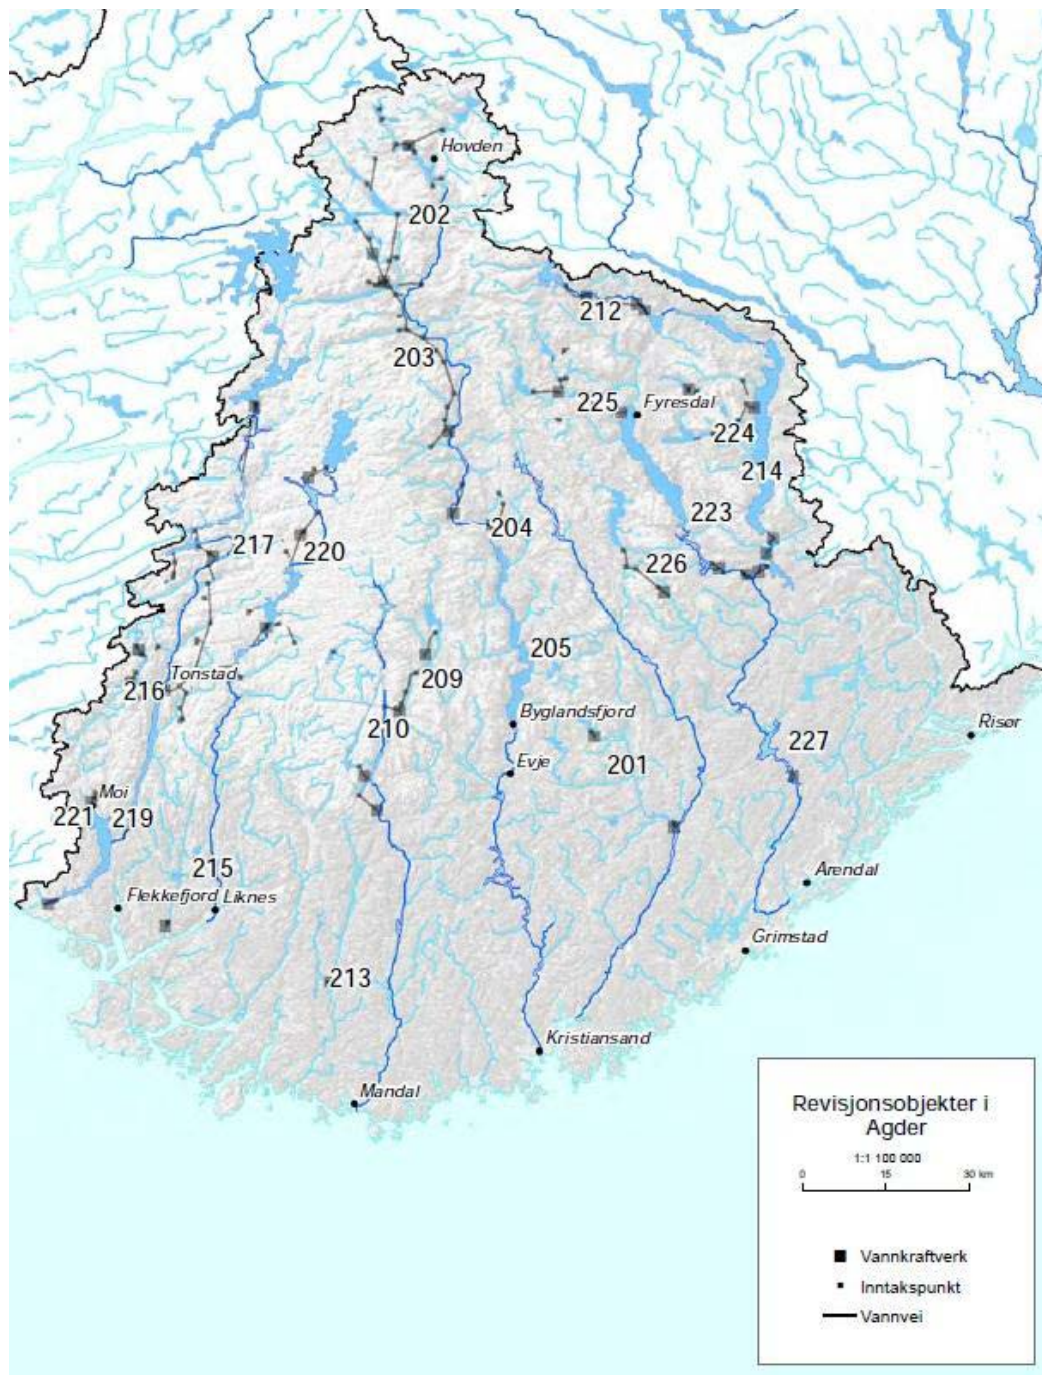 Hovden
202
212
203
225
Fyresdal
224
214
204
223
217
220
226
205
Tonstad
209
216
210
Byglandsfjord
Risør
227
Evje
201
Moi
221
219
Arendal
215
Flekkefjord
Liknes
Grimstad
213
Kristiansand
Mandal
Revisjonsobjekter i
Agder
1:1 100 000
0 15 30 km
Vannkraftverk
Inntakspunkt
Vannvei